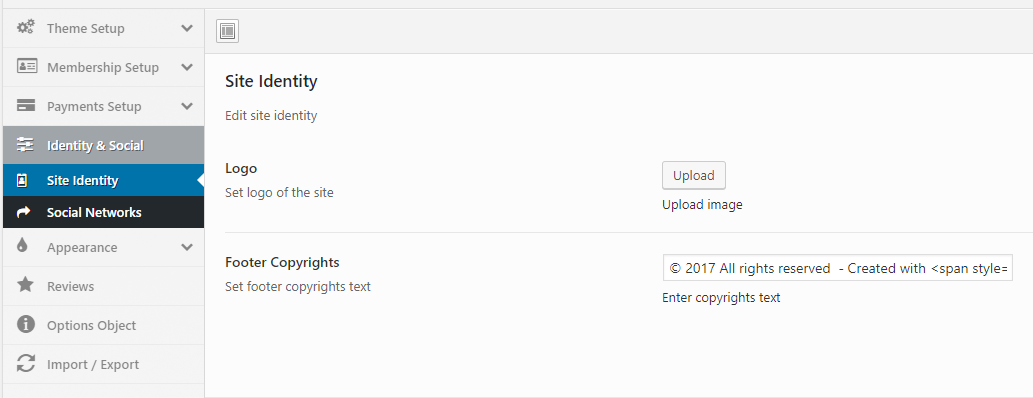 Theme Setup
Membership Setup
Payments Setup
Identity & Social
Site Identity
Social Networks
Appearance
Reviews
Options Object
Import / Export
Site Identity
Edit site identity
Logo
Set logo of the site
Upload
Upload image
Footer Copyrights
Set footer copyrights text
© 2017 All rights reserved  - Created with <span style=
Enter copyrights text